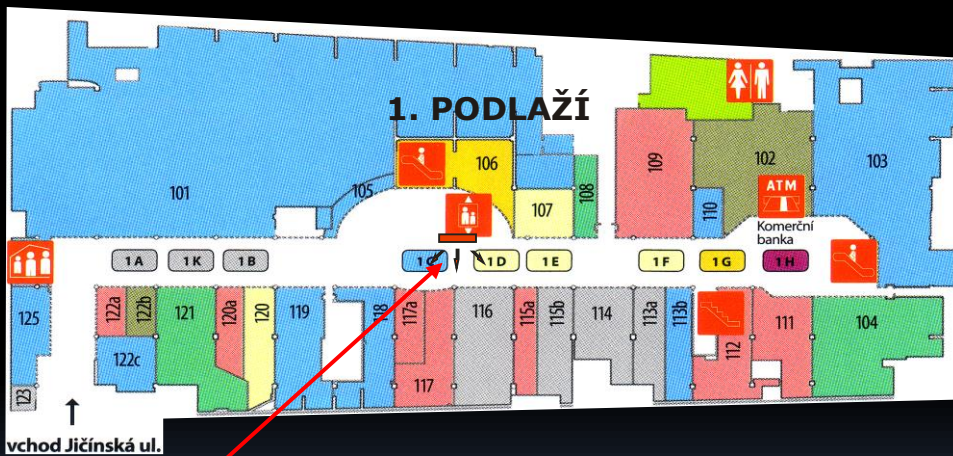 1. PODLAŽÍ
101
105
106
107
108
109
110
102
103
ATM
Komerční
banka
1A
1K
1B
1C
1D
1E
1F
1G
1H
125
123
122a
122b
122c
121
120a
120
119
118
117a
117
116
115a
115b
114
113a
113b
112
111
104
vchod Jičínská ul.